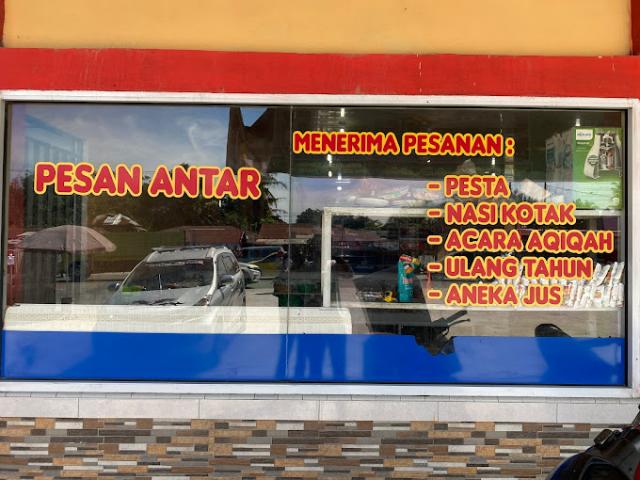 PESAN ANTAR
MENERIMA PESANAN :
- PESTA
- NASI KOTAK
- ACARA AQIQAH
- ULANG TAHUN
- ANEKA JUS